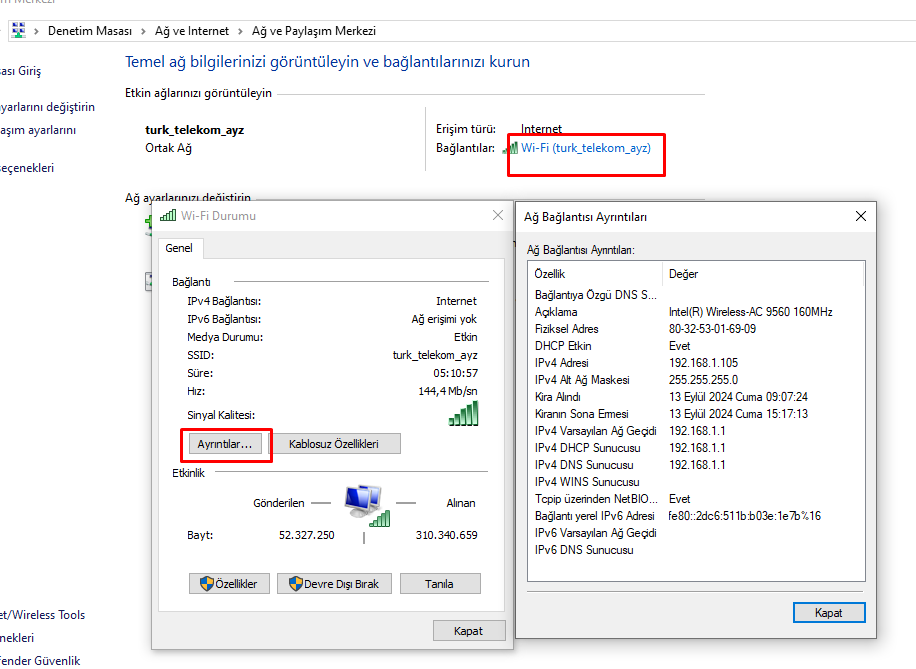 Denetim Masası > Ağ ve Internet > Ağ ve Paylaşım Merkezi
ası Giriş
yarlarını değiştirin
aşım ayarlarını
seçenekleri
Temel ağ bilgilerinizi görüntüleyin ve bağlantılarınızı kurun
Etkin ağlarınızı görüntüleyin
turk_telekom_ayz
Ortak Ağ
Erişim türü: Internet
Bağlantılar: Wi-Fi (turk_telekom_ayz)
Ağ ayarlarınızı değiştirin
Wi-Fi Durumu
Genel
Bağlantı
IPv4 Bağlantısı: Internet
IPv6 Bağlantısı: Ağ erişimi yok
Medya Durumu: Etkin
SSID: turk_telekom_ayz
Süre: 05:10:57
Hız: 144,4 Mb/sn
Sinyal Kalitesi:
Ayrıntılar...
Kablosuz Özellikleri
Etkinlik
Gönderilen — Alınan
Bayt: 52.327.250 | 310.340.659
Özellikler
Devre Dışı Bırak
Tanıla
Kapat
Ağ Bağlantısı Ayrıntıları
Ağ Bağlantısı Ayrıntıları:
Özellik Değer
Bağlantıya Özgü DNS S...
Açıklama Intel(R) Wireless-AC 9560 160MHz
Fiziksel Adres 80-32-53-01-69-09
DHCP Etkin Evet
IPv4 Adresi 192.168.1.105
IPv4 Alt Ağ Maskesi 255.255.255.0
Kira Alındı 13 Eylül 2024 Cuma 09:07:24
Kiranın Sona Ermesi 13 Eylül 2024 Cuma 15:17:13
IPv4 Varsayılan Ağ Geçidi 192.168.1.1
IPv4 DHCP Sunucusu 192.168.1.1
IPv4 DNS Sunucusu 192.168.1.1
IPv4 WINS Sunucusu
Tcpip üzerinden NetBIO... Evet
Bağlantı yerel IPv6 Adresi fe80::2dc6:511b:b03e:1e7b%16
IPv6 Varsayılan Ağ Geçidi
IPv6 DNS Sunucusu
Kapat
et/Wireless Tools
nekleri
fender Güvenlik